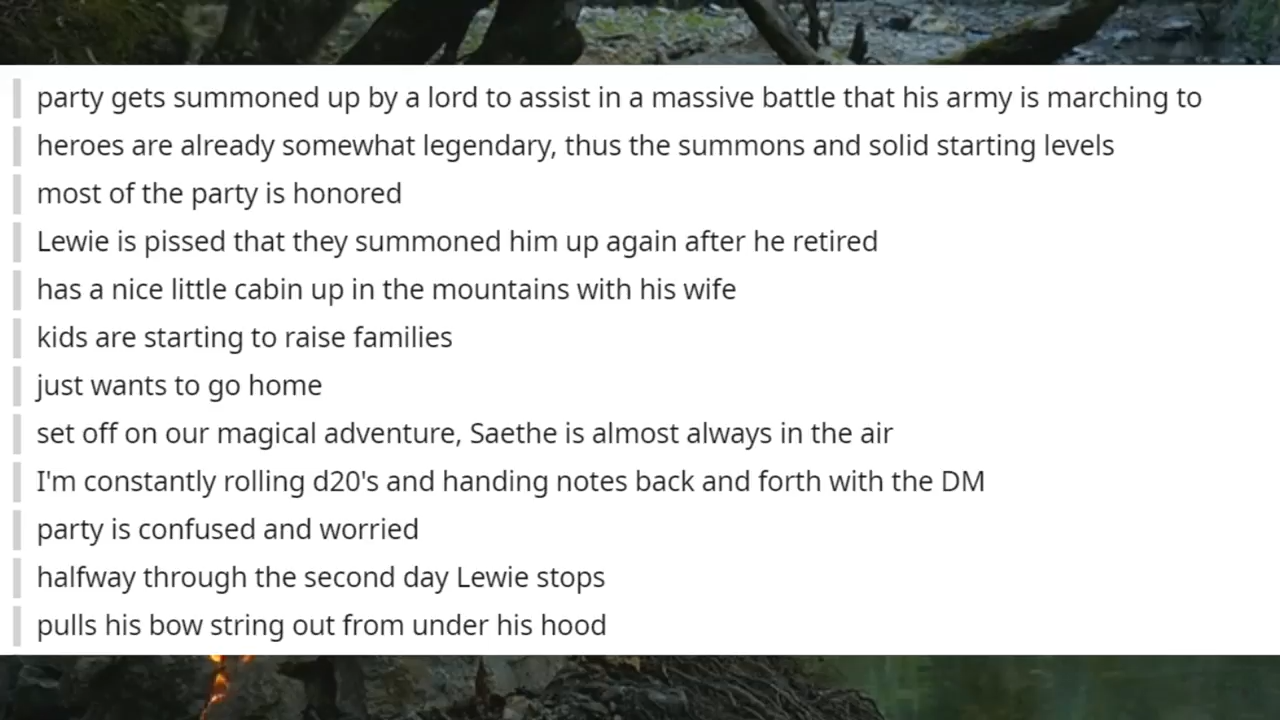 party gets summoned up by a lord to assist in a massive battle that his army is marching to
heroes are already somewhat legendary, thus the summons and solid starting levels
most of the party is honored
Lewie is pissed that they summoned him up again after he retired
has a nice little cabin up in the mountains with his wife
kids are starting to raise families
just wants to go home
set off on our magical adventure, Saethe is almost always in the air
I'm constantly rolling d20's and handing notes back and forth with the DM
party is confused and worried
halfway through the second day Lewie stops
pulls his bow string out from under his hood